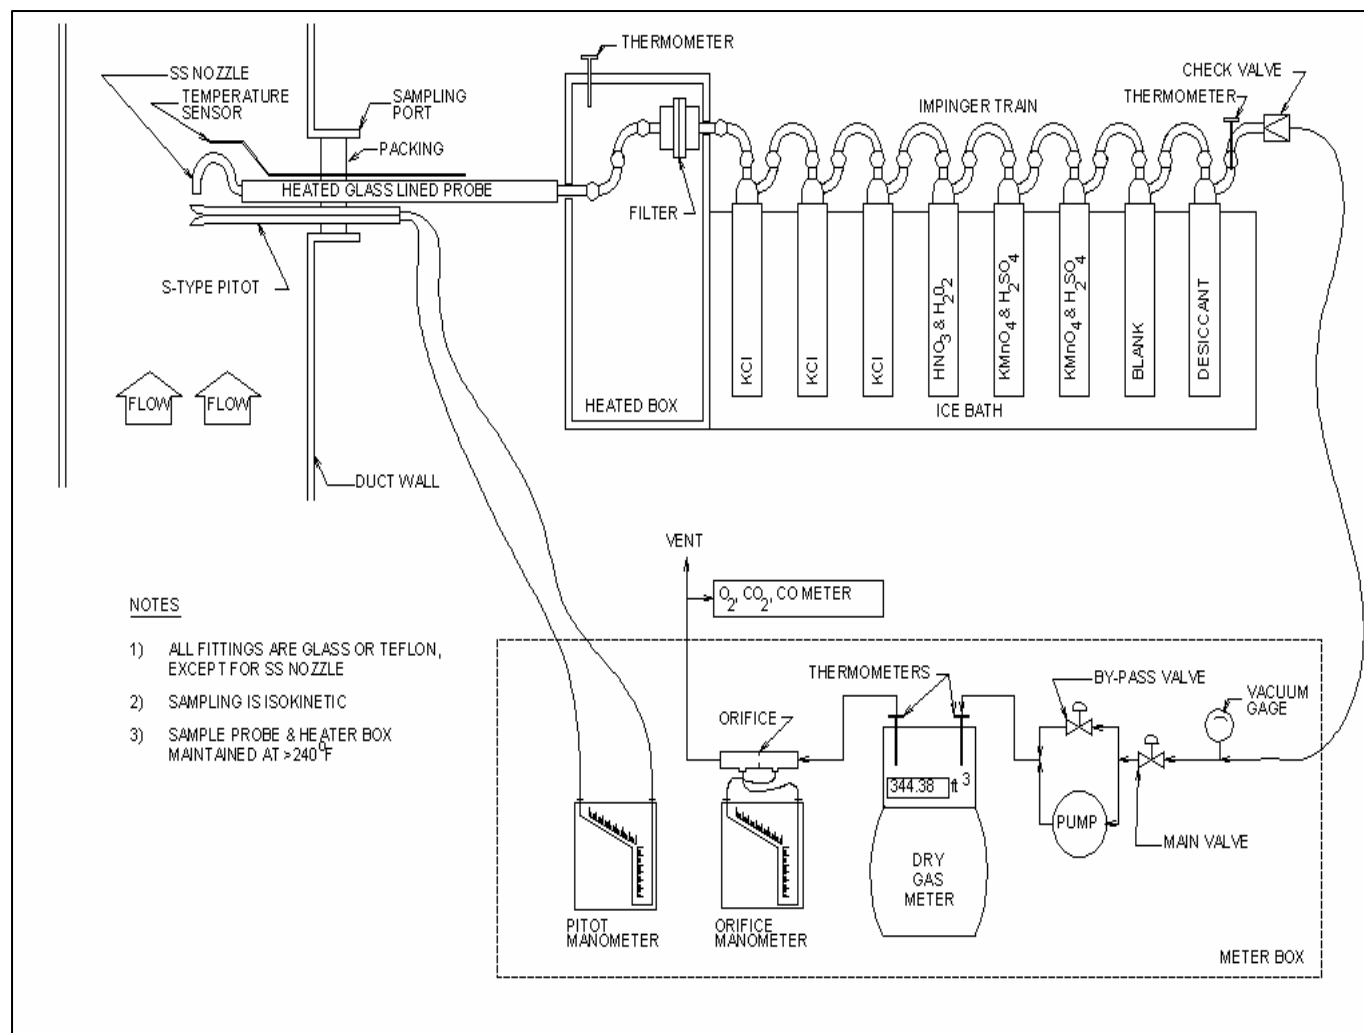 SS NOZZLE
TEMPERATURE
SENSOR
SAMPLING
PORT
PACKING
HEATED GLASS LINED PROBE
S-TYPE PITOT
FLOW
FLOW
DUCT WALL
THERMOMETER
FILTER
HEATED BOX
IMPINGER TRAIN
CHECK VALVE
THERMOMETER
KCl
KCl
KCl
HNO3 & H2O2
KMnO4 & H2SO4
KMnO4 & H2SO4
BLANK
DESICCANT
ICE BATH
VENT
O2, CO2, CO METER
NOTES
1) ALL FITTINGS ARE GLASS OR TEFLON,
EXCEPT FOR SS NOZZLE
2) SAMPLING IS ISOKINETIC
3) SAMPLE PROBE & HEATER BOX
MAINTAINED AT >240°F
THERMOMETERS
BY-PASS VALVE
VACUUM
GAGE
ORIFICE
344.38 ft3
PUMP
MAIN VALVE
DRY
GAS
METER
PITOT
MANOMETER
ORIFICE
MANOMETER
METER BOX